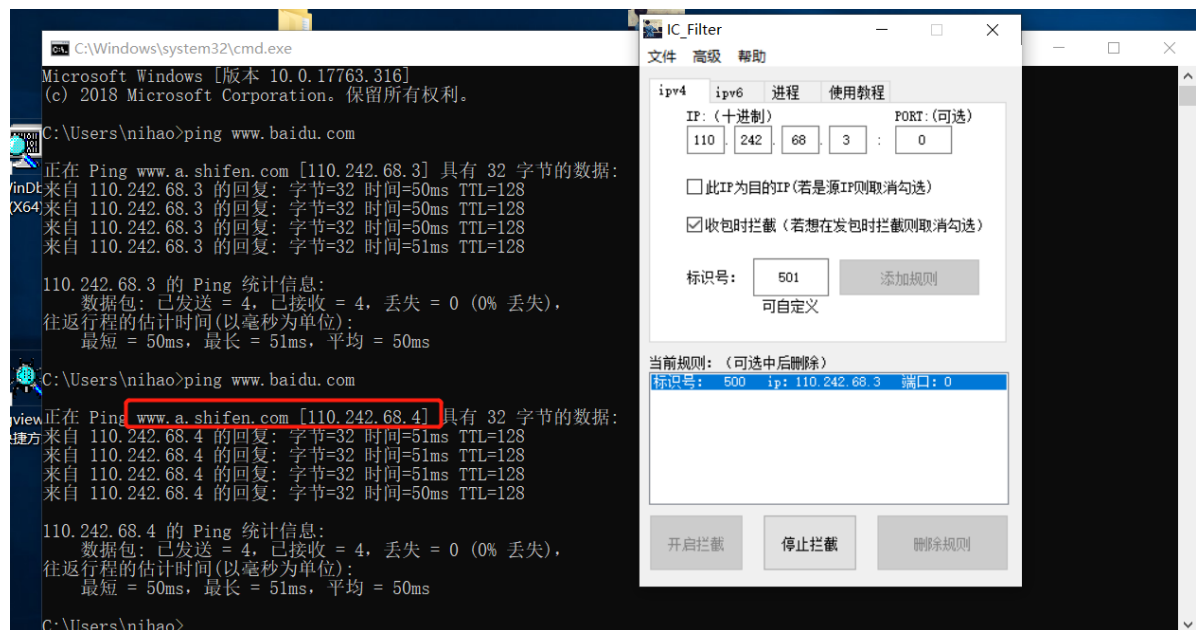 C:\Windows\system32\cmd.exe
Microsoft Windows [版本 10.0.17763.316]
(c) 2018 Microsoft Corporation。保留所有权利。
C:\Users\nihao>ping www.baidu.com
正在 Ping www.a.shifen.com [110.242.68.3] 具有 32 字节的数据:
来自 110.242.68.3 的回复: 字节=32 时间=50ms TTL=128
来自 110.242.68.3 的回复: 字节=32 时间=50ms TTL=128
来自 110.242.68.3 的回复: 字节=32 时间=50ms TTL=128
来自 110.242.68.3 的回复: 字节=32 时间=51ms TTL=128
110.242.68.3 的 Ping 统计信息:
数据包: 已发送 = 4，已接收 = 4，丢失 = 0 (0% 丢失)，
往返行程的估计时间(以毫秒为单位):
最短 = 50ms，最长 = 51ms，平均 = 50ms
C:\Users\nihao>ping www.baidu.com
正在 Ping www.a.shifen.com [110.242.68.4] 具有 32 字节的数据:
来自 110.242.68.4 的回复: 字节=32 时间=51ms TTL=128
来自 110.242.68.4 的回复: 字节=32 时间=51ms TTL=128
来自 110.242.68.4 的回复: 字节=32 时间=51ms TTL=128
来自 110.242.68.4 的回复: 字节=32 时间=50ms TTL=128
110.242.68.4 的 Ping 统计信息:
数据包: 已发送 = 4，已接收 = 4，丢失 = 0 (0% 丢失)，
往返行程的估计时间(以毫秒为单位):
最短 = 50ms，最长 = 51ms，平均 = 50ms
C:\Users\nihao>
(X64)
IC_Filter
文件 高级 帮助
ipv4 ipv6 进程 使用教程
IP:(十进制) PORT:(可选)
110 . 242 . 68 . 3 : 0
此IP为目的IP(若是源IP则取消勾选)
收包时拦截(若想在发包时拦截则取消勾选)
标识号: 501 添加规则
可自定义
当前规则: (可选中后删除)
标识号: 500 ip: 110.242.68.3 端口: 0
开启拦截 停止拦截 删除规则